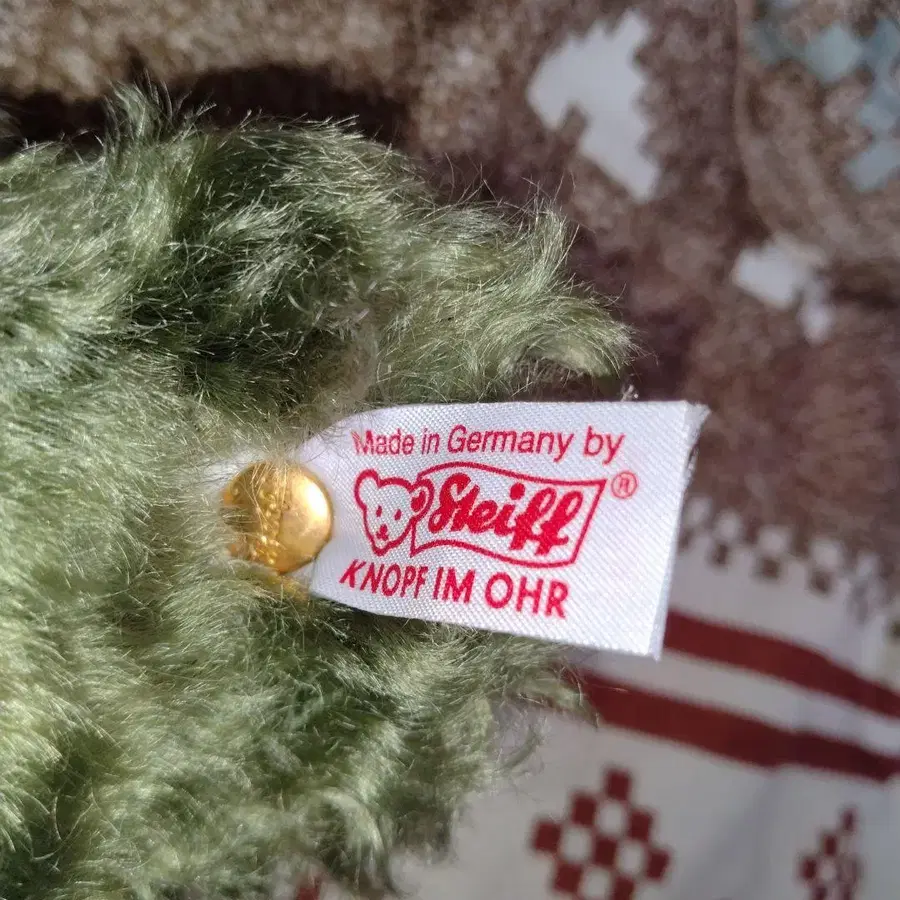 Made in Germany by
Steiff®
KNOPF IM OHR